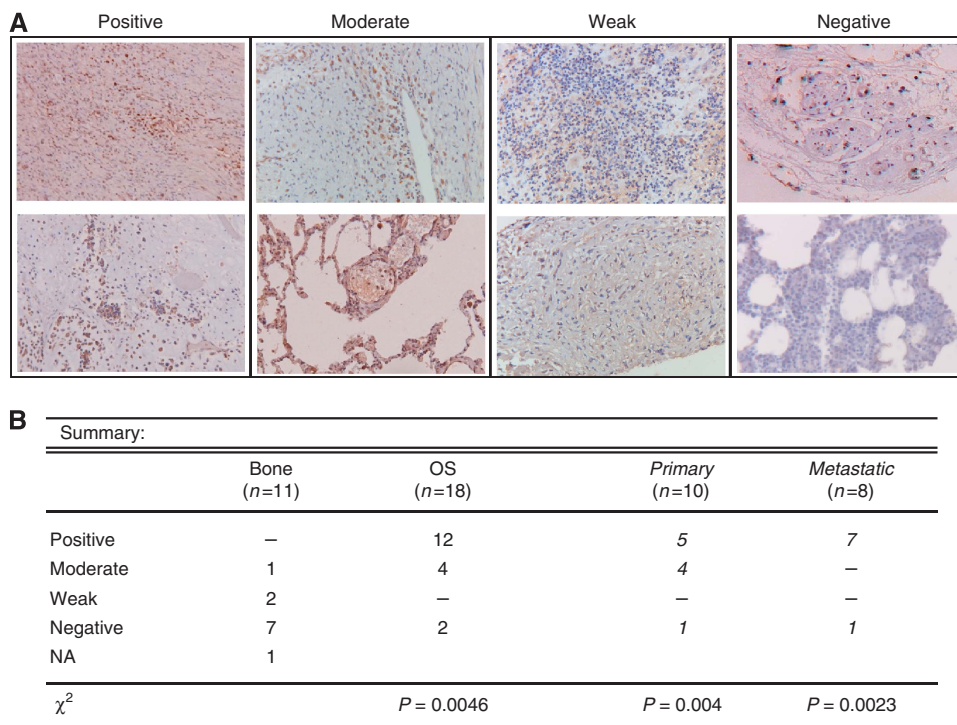 A
Positive Moderate Weak Negative
B
Summary:
Bone OS Primary Metastatic
(n=11) (n=18) (n=10) (n=8)
Positive – 12 5 7
Moderate 1 4 4 –
Weak 2 – – –
Negative 7 2 1 1
NA 1
χ² P = 0.0046 P = 0.004 P = 0.0023